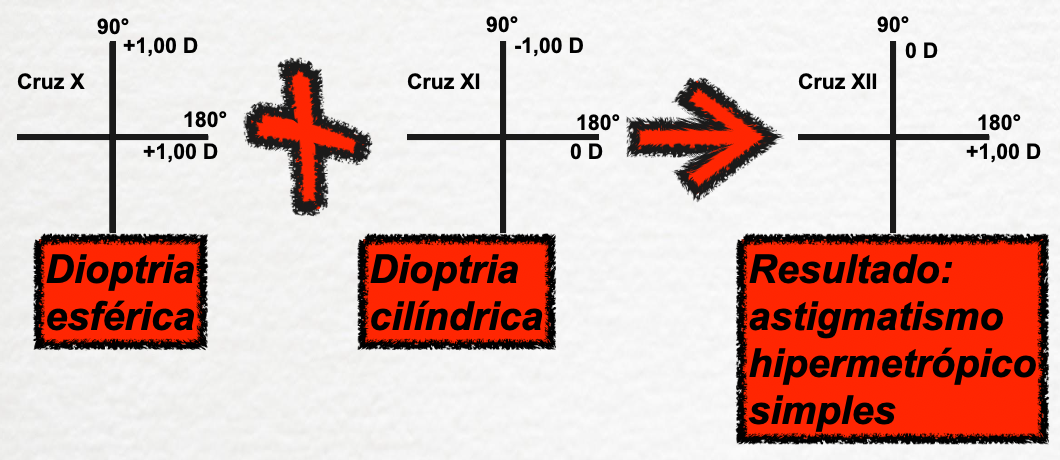 90°
+1,00 D
Cruz X
180°
+1,00 D
Dioptria
esférica
90°
-1,00 D
Cruz XI
180°
0 D
Dioptria
cilíndrica
90°
0 D
Cruz XII
180°
+1,00 D
Resultado:
astigmatismo
hipermetrópico
simples